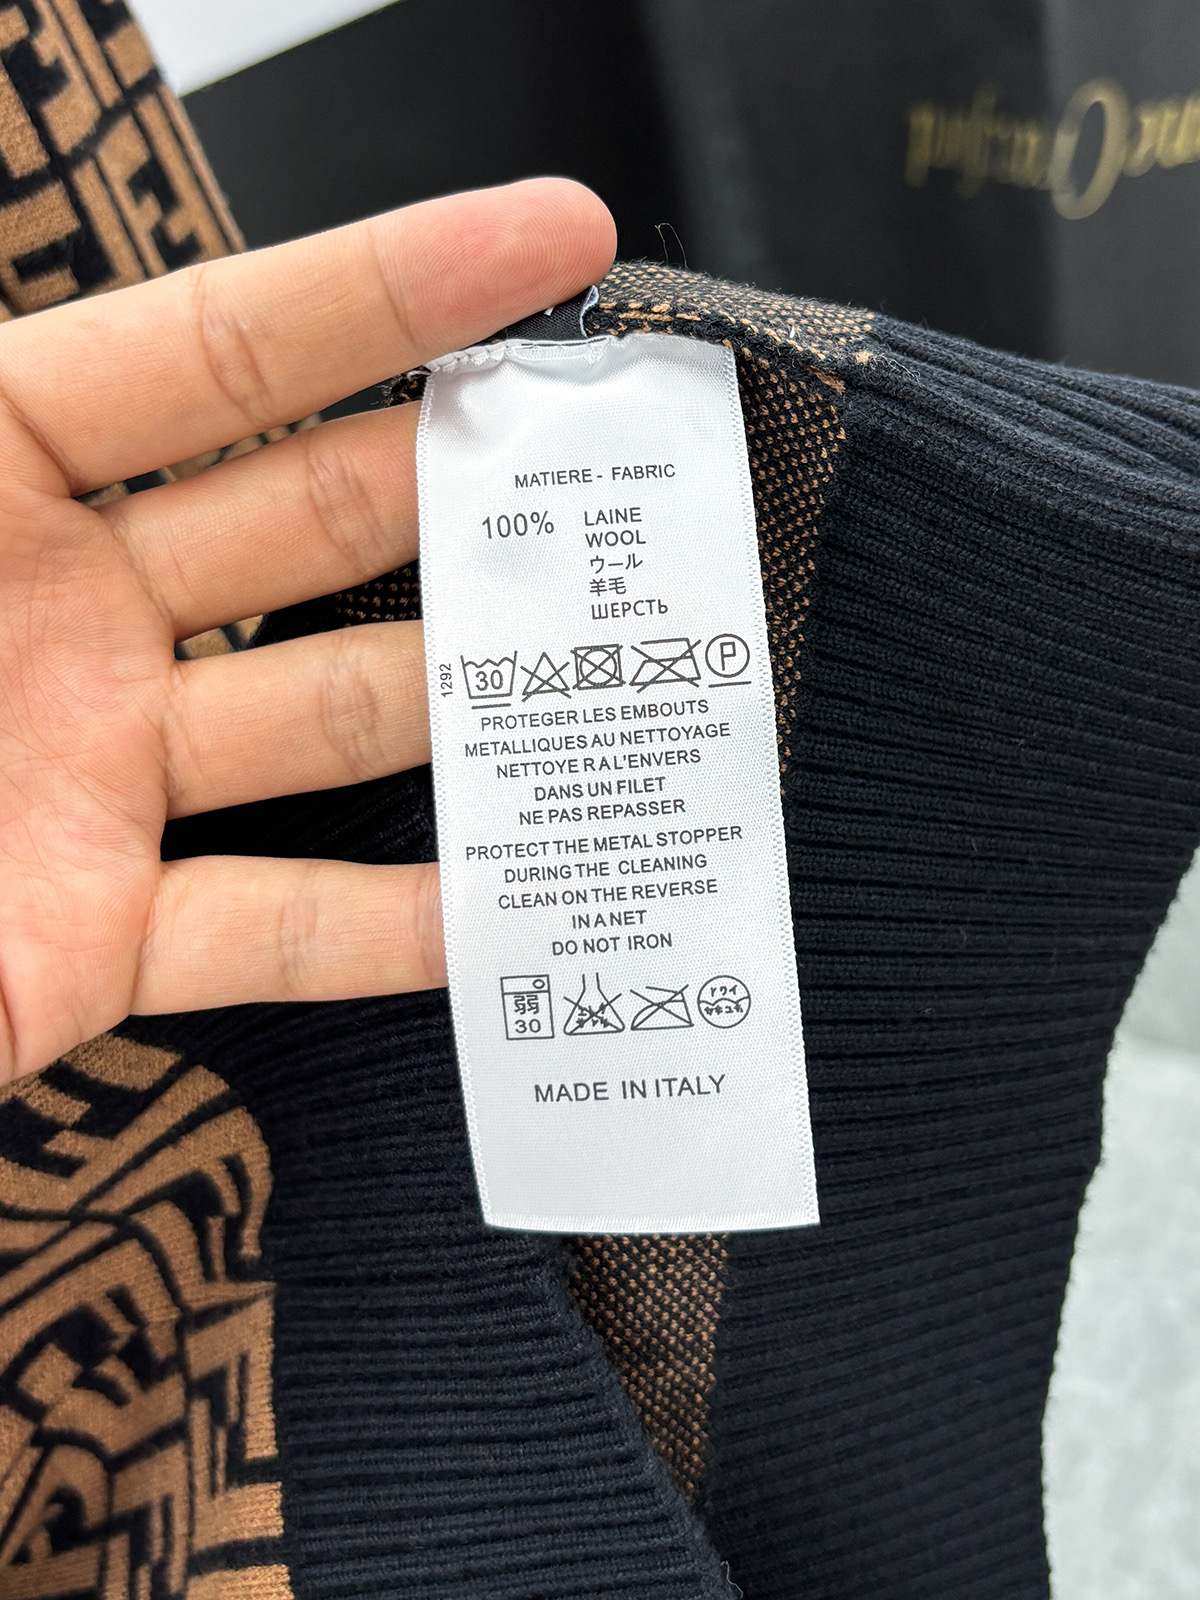 MATIERE - FABRIC
100% LAINE
WOOL
ウール
羊毛
ШЕРСТЬ
1292
30
P
PROTEGER LES EMBOUTS
METALLIQUES AU NETTOYAGE
NETTOYE R A L'ENVERS
DANS UN FILET
NE PAS REPASSER
PROTECT THE METAL STOPPER
DURING THE CLEANING
CLEAN ON THE REVERSE
IN A NET
DO NOT IRON
弱
30
MADE IN ITALY